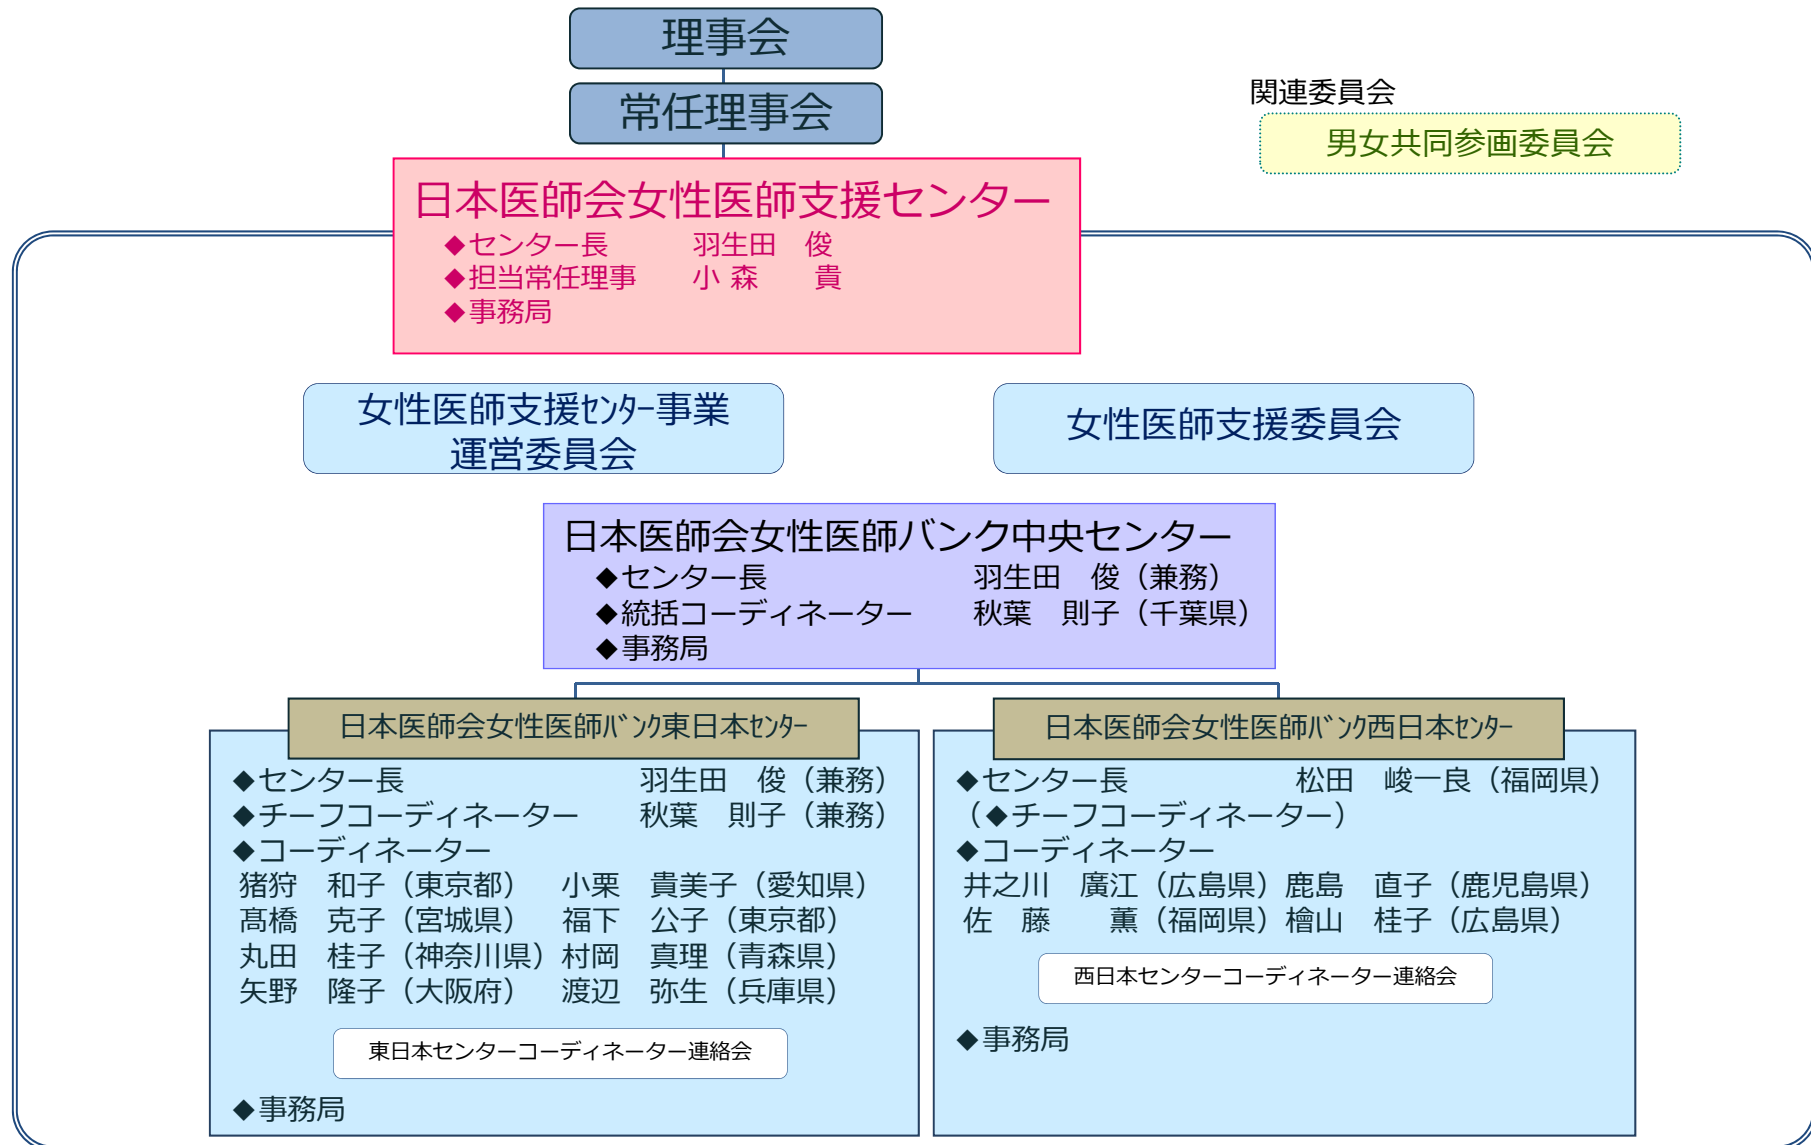 理事会
常任理事会
関連委員会
男女共同参画委員会
日本医師会女性医師支援センター
◆センター長　　　羽生田　俊
◆担当常任理事　　小 森　　貴
◆事務局
女性医師支援ｾﾝﾀｰ事業
運営委員会
女性医師支援委員会
日本医師会女性医師バンク中央センター
◆センター長　　　　　　　羽生田　俊（兼務）
◆統括コーディネーター　　秋葉　則子（千葉県）
◆事務局
日本医師会女性医師ﾊﾞﾝｸ東日本ｾﾝﾀｰ
◆センター長　　　　　　　　羽生田　俊（兼務）
◆チーフコーディネーター　　秋葉　則子（兼務）
◆コーディネーター
猪狩　和子（東京都）　小栗　貴美子（愛知県）
髙橋　克子（宮城県）　福下　公子（東京都）
丸田　桂子（神奈川県）村岡　真理（青森県）
矢野　隆子（大阪府）　渡辺　弥生（兵庫県）
東日本センターコーディネーター連絡会
◆事務局
日本医師会女性医師ﾊﾞﾝｸ西日本ｾﾝﾀｰ
◆センター長　　　　　　松田　峻一良（福岡県）
（◆チーフコーディネーター）
◆コーディネーター
井之川　廣江（広島県）鹿島　直子（鹿児島県）
佐　藤　　薫（福岡県）檜山　桂子（広島県）
西日本センターコーディネーター連絡会
◆事務局